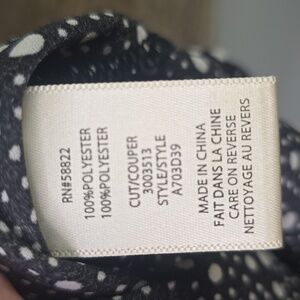 RN#58822
100%POLYESTER
100%POLYESTER
CUT/COUPER
3003513
STYLE/STYLE
A703D39
MADE IN CHINA
FAIT DANS LA CHINE
CARE ON REVERSE
NETTOYAGE AU REVERS